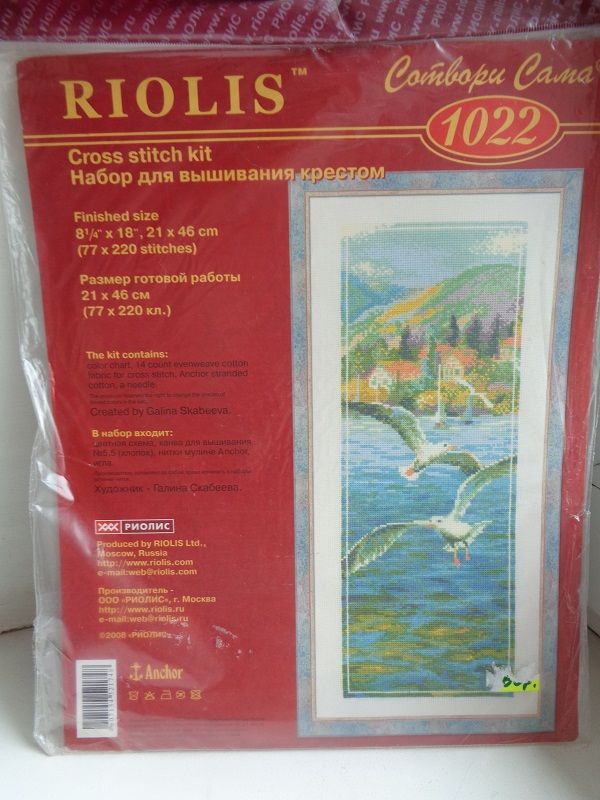 RIOLIS™
Сотвори Сама
1022
Cross stitch kit
Набор для вышивания крестом
Finished size
8¹/₄" x 18", 21 x 46 cm
(77 x 220 stitches)
Размер готовой работы
21 x 46 см
(77 x 220 кл.)
The kit contains:
color chart, 14 count evenweave cotton
fabric for cross stitch, Anchor stranded
cotton, a needle.
Created by Galina Skabeeva.
В набор входит:
цветная схема, канва для вышивания
№5,5 (хлопок), нитки мулине Anchor,
игла.
Художник - Галина Скабеева.
РИОЛИС
Produced by RIOLIS Ltd.,
Moscow, Russia
http://www.riolis.com
e-mail:web@riolis.com
Производитель -
ООО «РИОЛИС», г. Москва
http://www.riolis.ru
e-mail:web@riolis.ru
©2008 «РИОЛИС»
Anchor